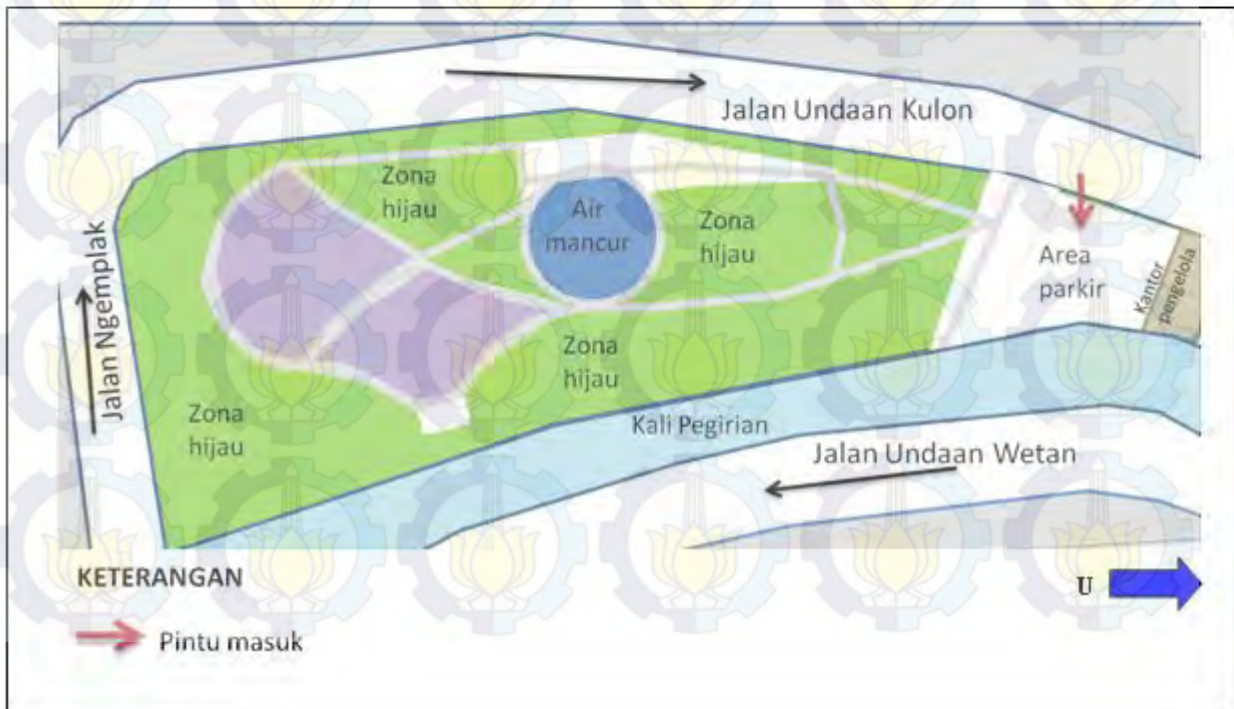 Jalan Undaan Kulon
Zona
hijau
Air
mancur
Zona
hijau
Area
parkir
Kantor
pengelola
Jalan Ngemplak
Zona
hijau
Zona
hijau
Kali Pegirian
Jalan Undaan Wetan
KETERANGAN
U
Pintu masuk